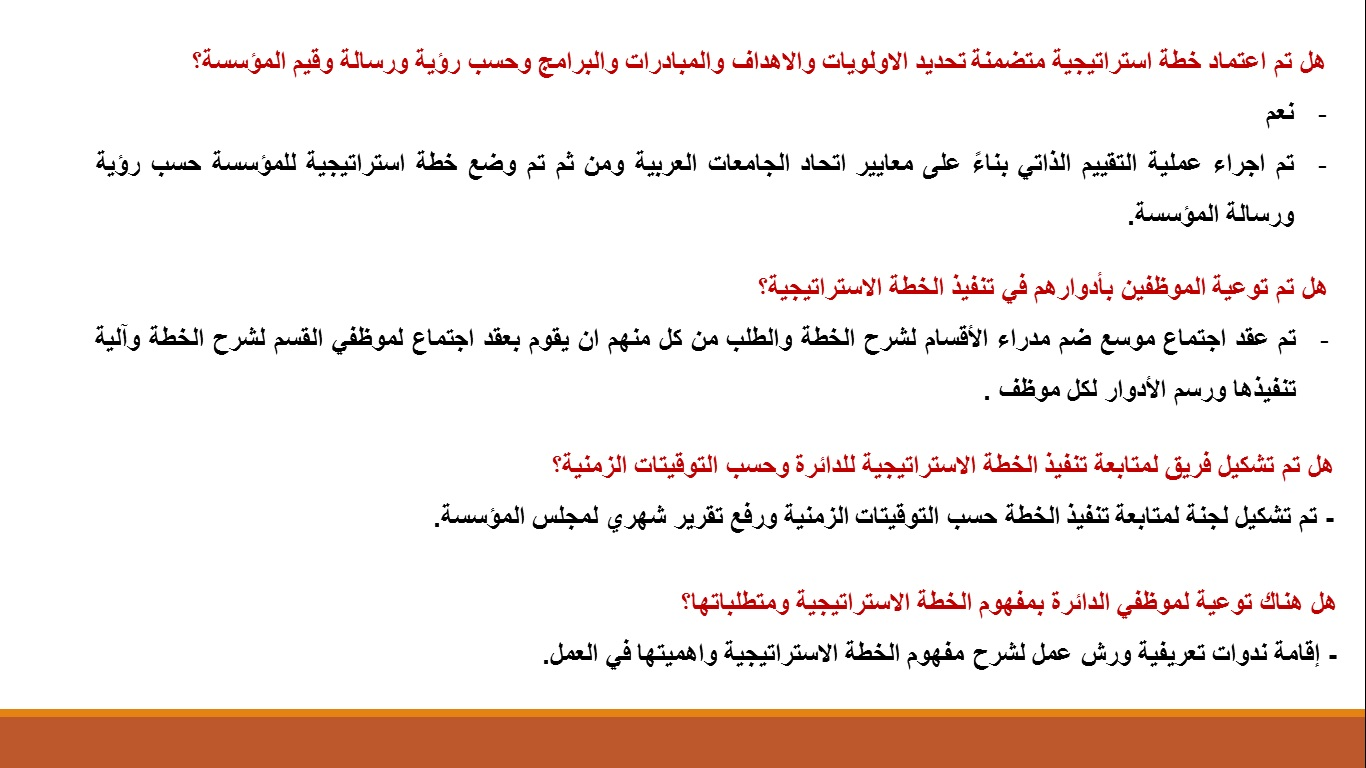 هل تم اعتماد خطة استراتيجية متضمنة تحديد الاولويات والاهداف والمبادرات والبرامج وحسب رؤية ورسالة وقيم المؤسسة؟
- نعم
- تم اجراء عملية التقييم الذاتي بناءً على معايير اتحاد الجامعات العربية ومن ثم تم وضع خطة استراتيجية للمؤسسة حسب رؤية
ورسالة المؤسسة.
هل تم توعية الموظفين بأدوارهم في تنفيذ الخطة الاستراتيجية؟
- تم عقد اجتماع موسع ضم مدراء الأقسام لشرح الخطة والطلب من كل منهم ان يقوم بعقد اجتماع لموظفي القسم لشرح الخطة وآلية
تنفيذها ورسم الأدوار لكل موظف .
هل تم تشكيل فريق لمتابعة تنفيذ الخطة الاستراتيجية للدائرة وحسب التوقيتات الزمنية؟
- تم تشكيل لجنة لمتابعة تنفيذ الخطة حسب التوقيتات الزمنية ورفع تقرير شهري لمجلس المؤسسة.
هل هناك توعية لموظفي الدائرة بمفهوم الخطة الاستراتيجية ومتطلباتها؟
- إقامة ندوات تعريفية ورش عمل لشرح مفهوم الخطة الاستراتيجية واهميتها في العمل.